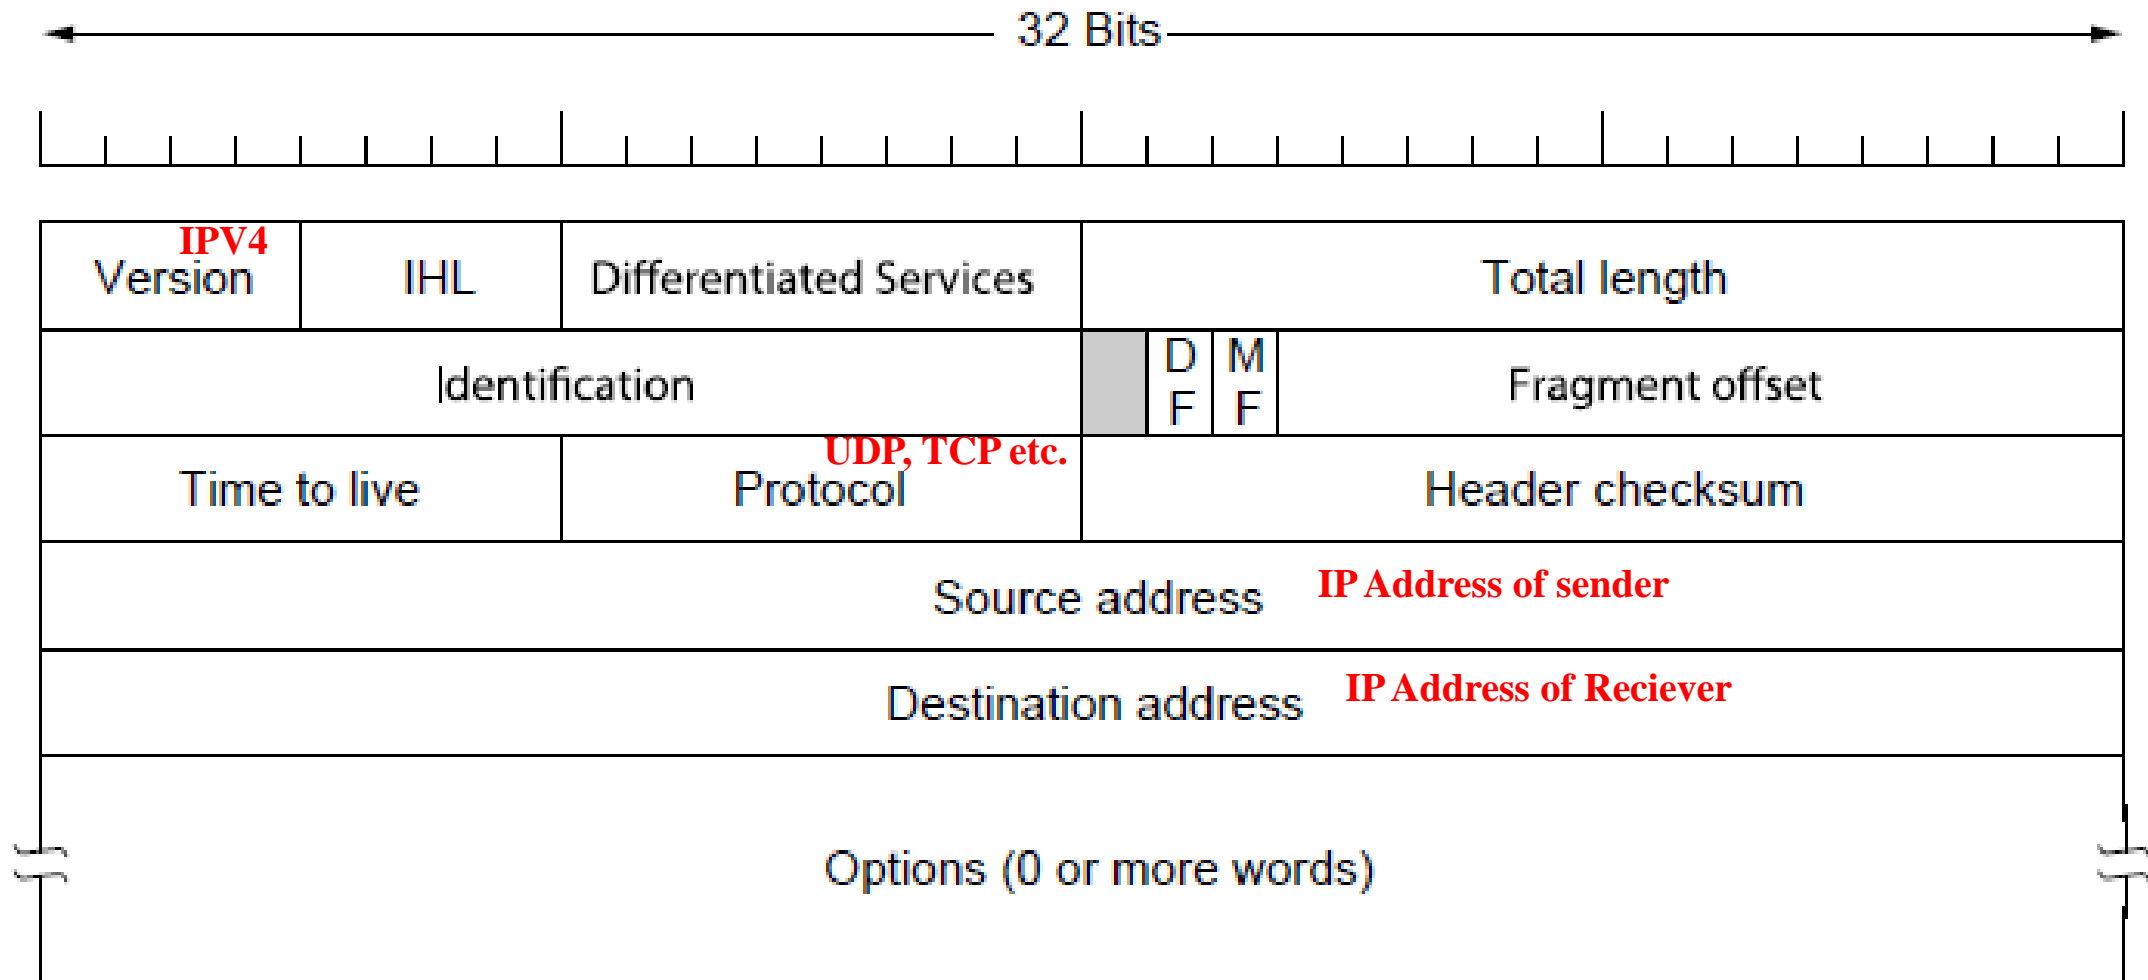 32 Bits
IPV4
Version IHL Differentiated Services Total length
Identification D F M F Fragment offset
UDP, TCP etc.
Time to live Protocol Header checksum
Source address IP Address of sender
Destination address IP Address of Reciever
Options (0 or more words)